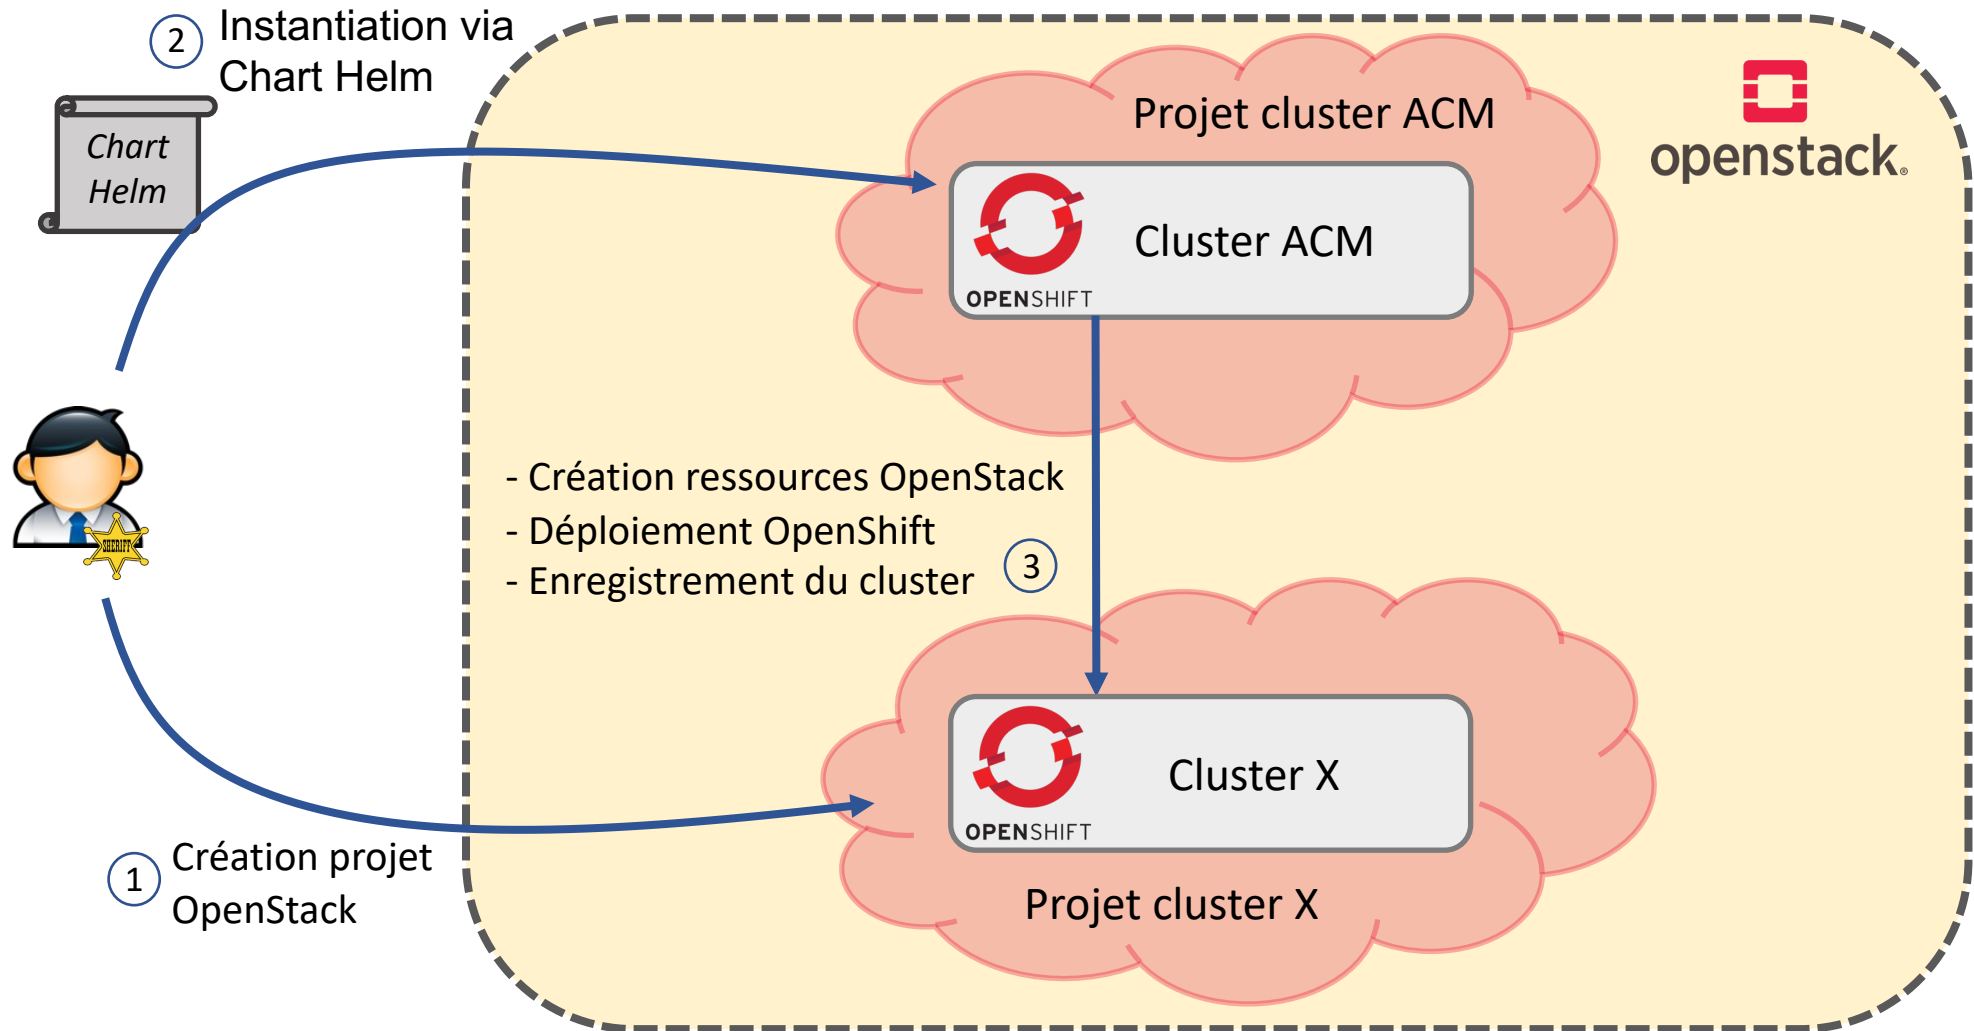 2
Instantiation via
Chart Helm
Chart
Helm
Projet cluster ACM
openstack.
Cluster ACM
OPENSHIFT
SHERIFF
- Création ressources OpenStack
- Déploiement OpenShift
- Enregistrement du cluster
3
Cluster X
OPENSHIFT
Projet cluster X
1
Création projet
OpenStack